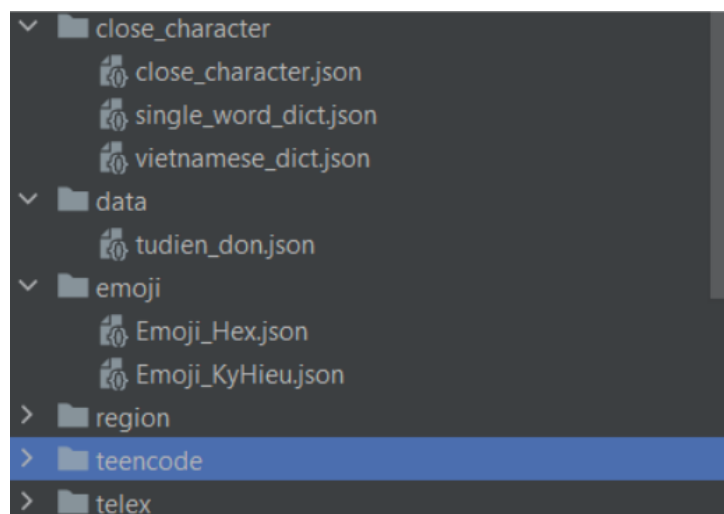 close_character
close_character.json
single_word_dict.json
vietnamese_dict.json
data
tudien_don.json
emoji
Emoji_Hex.json
Emoji_KyHieu.json
region
teencode
telex